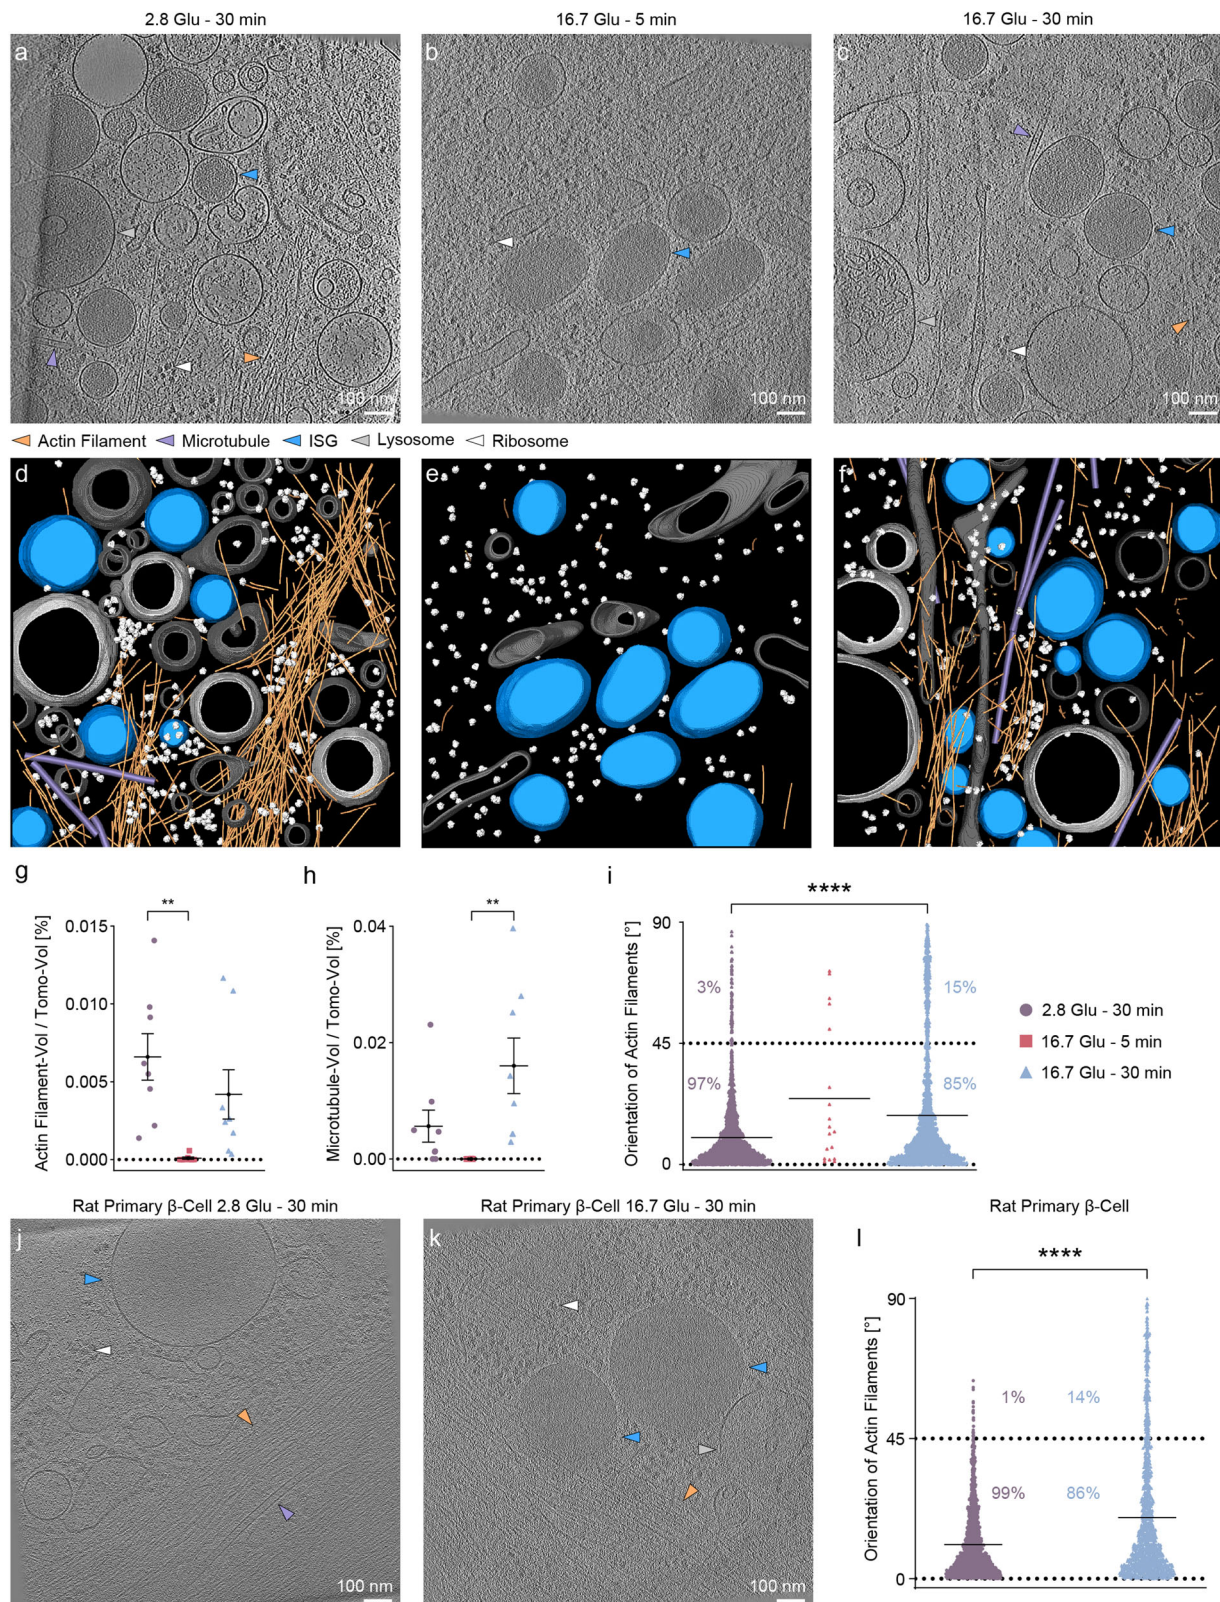 2.8 Glu - 30 min
16.7 Glu - 5 min
16.7 Glu - 30 min
a
b
c
100 nm
100 nm
100 nm
Actin Filament
Microtubule
ISG
Lysosome
Ribosome
d
e
f
g
h
i
Actin Filament-Vol / Tomo-Vol [%]
0.015
0.010
0.005
0.000
**
Microtubule-Vol / Tomo-Vol [%]
0.04
0.02
0.00
**
Orientation of Actin Filaments [°]
90
45
0
****
3%
15%
97%
85%
2.8 Glu - 30 min
16.7 Glu - 5 min
16.7 Glu - 30 min
Rat Primary β-Cell 2.8 Glu - 30 min
Rat Primary β-Cell 16.7 Glu - 30 min
Rat Primary β-Cell
j
k
l
100 nm
100 nm
Orientation of Actin Filaments [°]
90
45
0
****
1%
14%
99%
86%